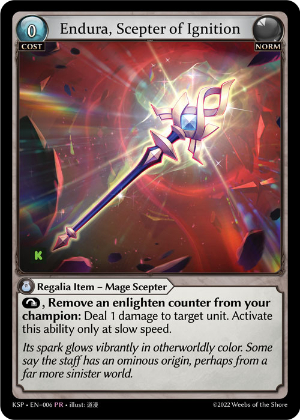 0
Endura, Scepter of Ignition
COST
NORM
K
Regalia Item – Mage Scepter
, Remove an enlighten counter from your
champion: Deal 1 damage to target unit. Activate
this ability only at slow speed.
Its spark glows vibrantly in otherworldly color. Some
say the staff has an ominous origin, perhaps from a
far more sinister world.
KSP • EN–006 PR • illust:
©2022 Weebs of the Shore